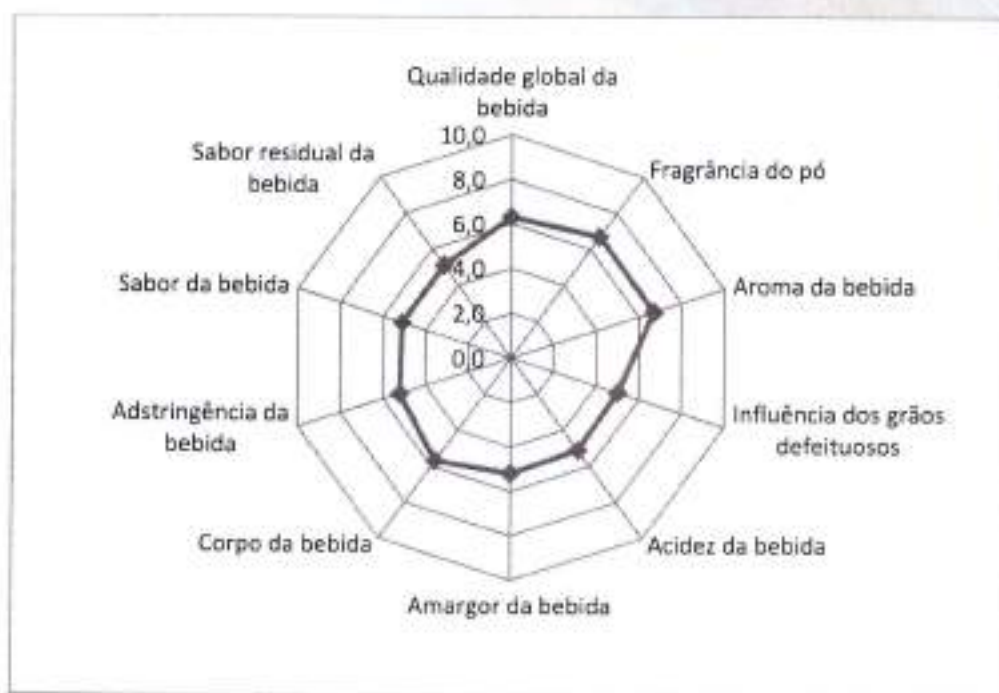 Qualidade global da
bebida
Fragrância do pó
Aroma da bebida
Influência dos grãos
defeituosos
Acidez da bebida
Amargor da bebida
Corpo da bebida
Adstringência da
bebida
Sabor da bebida
Sabor residual da
bebida
10,0
8,0
6,0
4,0
2,0
0,0